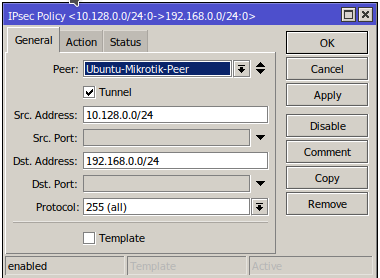 IPsec Policy <10.128.0.0/24:0->192.168.0.0/24:0>
General Action Status
Peer: Ubuntu-Mikrotik-Peer
Tunnel
Src. Address: 10.128.0.0/24
Src. Port:
Dst. Address: 192.168.0.0/24
Dst. Port:
Protocol: 255 (all)
Template
OK
Cancel
Apply
Disable
Comment
Copy
Remove
enabled Template Active